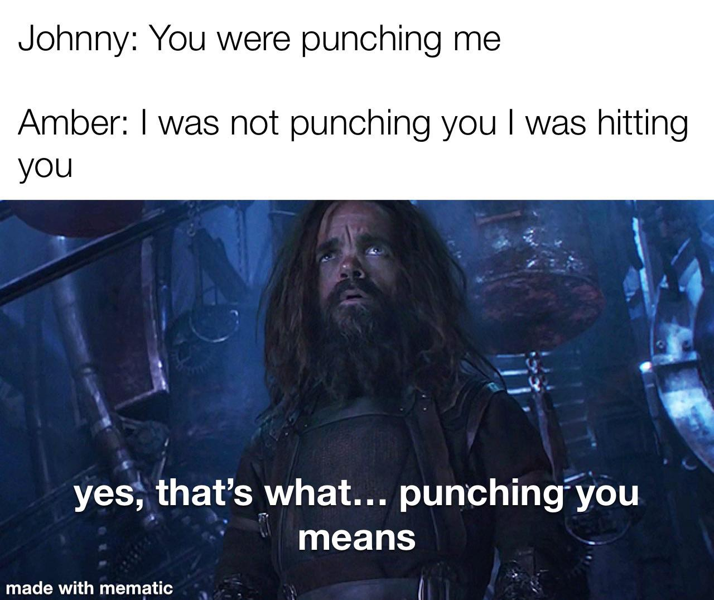 Johnny: You were punching me
Amber: I was not punching you I was hitting
you
yes, that's what... punching you
means
made with mematic